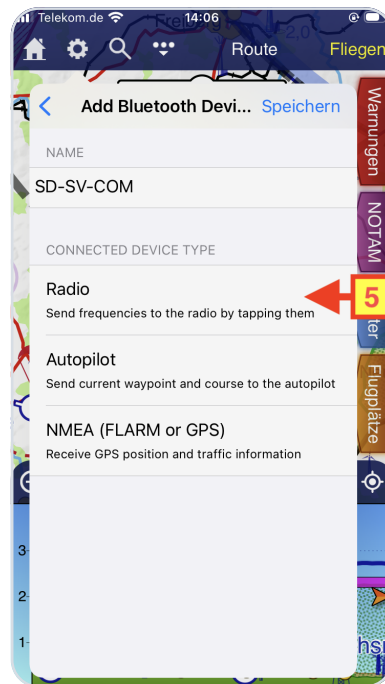 Telekom.de 14:06
Route Fliegen
Add Bluetooth Devi... Speichern
NAME
SD-SV-COM
CONNECTED DEVICE TYPE
Radio
Send frequencies to the radio by tapping them
Autopilot
Send current waypoint and course to the autopilot
NMEA (FLARM or GPS)
Receive GPS position and traffic information
Warnungen
NOTAM
5
ter
Flugplätze
3
2
1